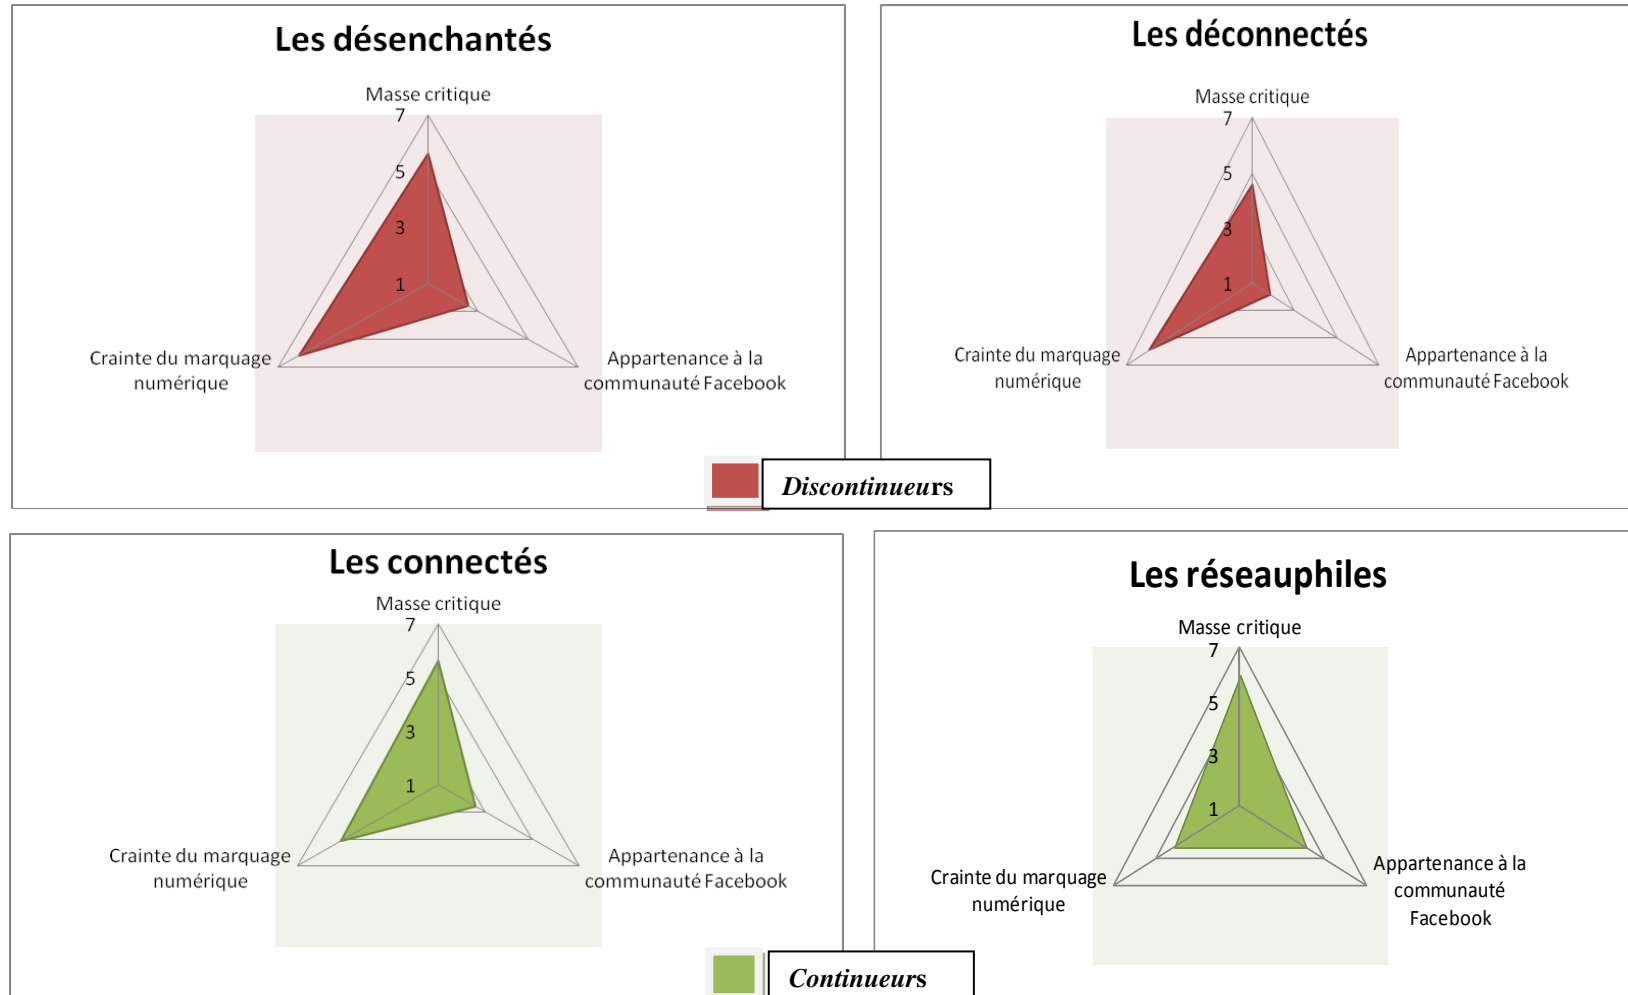 Les désenchantés
Masse critique
7
5
3
1
Crainte du marquage
numérique
Appartenance à la
communauté Facebook
Les déconnectés
Masse critique
7
5
3
1
Crainte du marquage
numérique
Appartenance à la
communauté Facebook
Discontinueurs
Les connectés
Masse critique
7
5
3
1
Crainte du marquage
numérique
Appartenance à la
communauté Facebook
Les réseauphiles
Masse critique
7
5
3
1
Crainte du marquage
numérique
Appartenance à la
communauté
Facebook
Continueurs